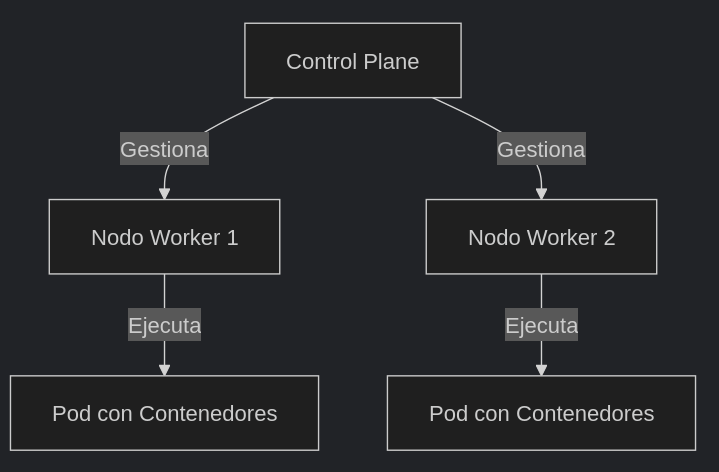 Control Plane
Gestiona
Gestiona
Nodo Worker 1
Nodo Worker 2
Ejecuta
Ejecuta
Pod con Contenedores
Pod con Contenedores